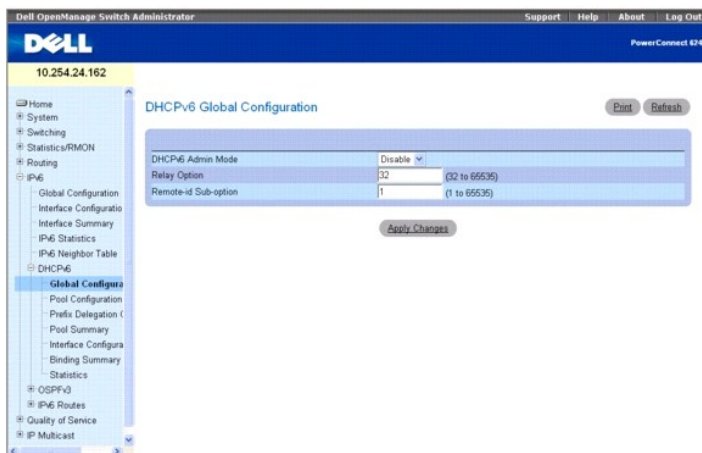 Dell OpenManage Switch Administrator
Support Help About Log Out
DELL
PowerConnect 624
10.254.24.162
Home
System
Switching
Statistics/RMON
Routing
IPv6
Global Configuration
Interface Configuratio
Interface Summary
IPv6 Statistics
IPv6 Neighbor Table
DHCPv6
Global Configura
Pool Configuration
Prefix Delegation (
Pool Summary
Interface Configura
Binding Summary
Statistics
OSPFv3
IPv6 Routes
Quality of Service
IP Multicast
DHCPv6 Global Configuration
Print Refresh
DHCPv6 Admin Mode Disable
Relay Option 32 (32 to 65535)
Remote-id Sub-option 1 (1 to 65535)
Apply Changes